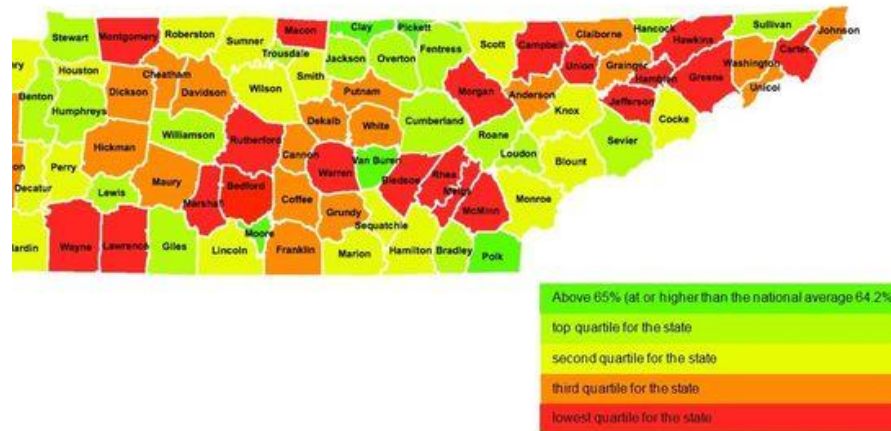 Clay
Pickett
Stewart
Montgomery
Roberston
Macon
Sumner
Trousdale
Jackson
Overton
Fentress
Scott
Campbell
Claiborne
Hancock
Hawkins
Sullivan
Johnson
Carter
Washington
Unicoi
Greene
Hamblen
Grainger
Union
Jefferson
Anderson
Morgan
ery
Houston
Benton
Humphreys
Dickson
Cheatham
Davidson
Wilson
Smith
Putnam
Dekalb
White
Cumberland
Roane
Knox
Cocke
Sevier
Loudon
Blount
Monroe
Hickman
Williamson
Rutherford
Cannon
Warren
Van Buren
Bledsoe
Rhea
Meigs
McMinn
on
Perry
Decatur
Lewis
Maury
Marshall
Bedford
Coffee
Grundy
Sequatchie
ardin
Wayne
Lawrence
Giles
Lincoln
Moore
Franklin
Marion
Hamilton
Bradley
Polk
Above 65% (at or higher than the national average 64.2%
top quartile for the state
second quartile for the state
third quartile for the state
lowest quartile for the state